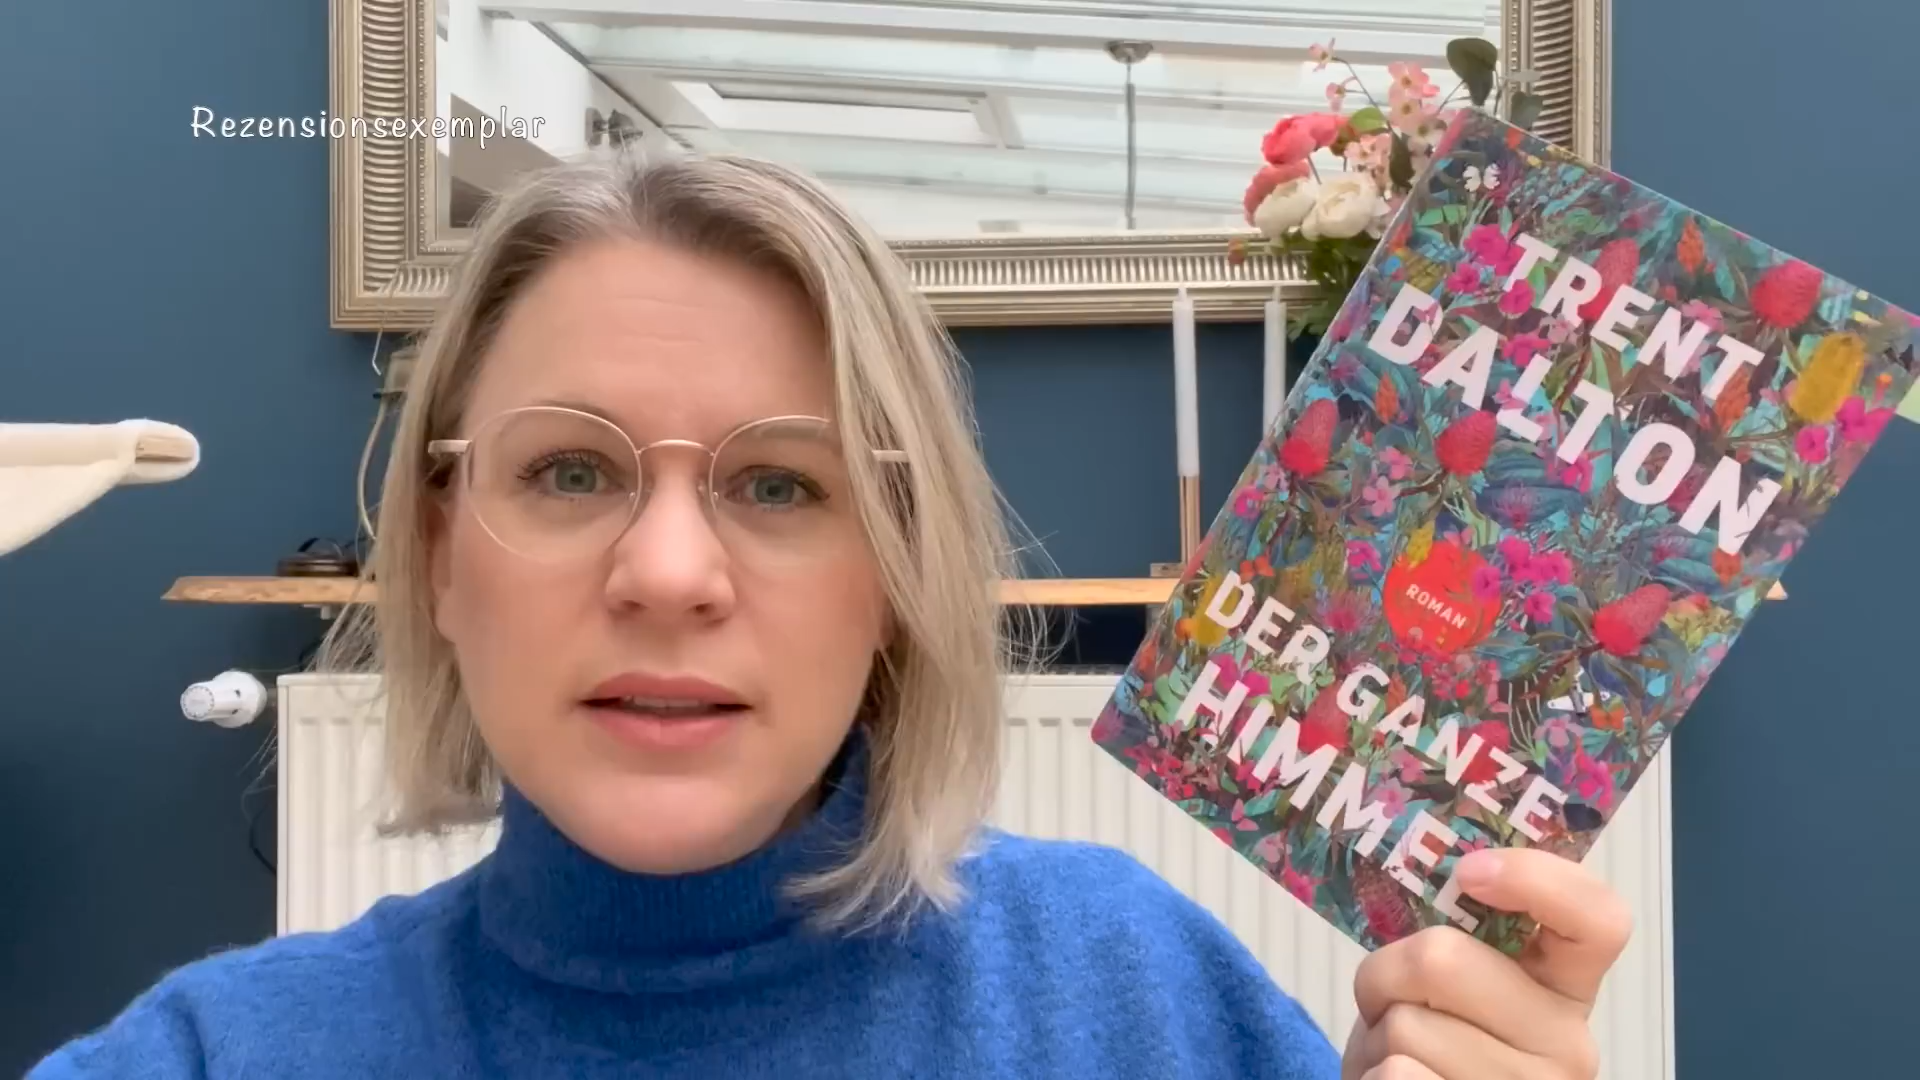 Rezensionsexemplar
TRENT
DALTON
ROMAN
DER GANZE
HIMMEL